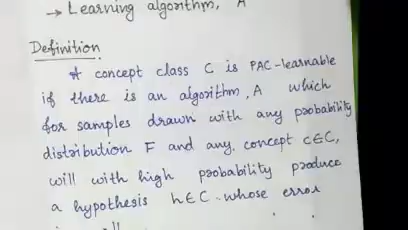 → Learning algorithm, A
Definition.
A concept class C is PAC-learnable
if there is an algorithm, A which
for samples drawn with any probability
distribution F and any. concept c∈C,
will with high probability produce
a hypothesis h∈C whose error